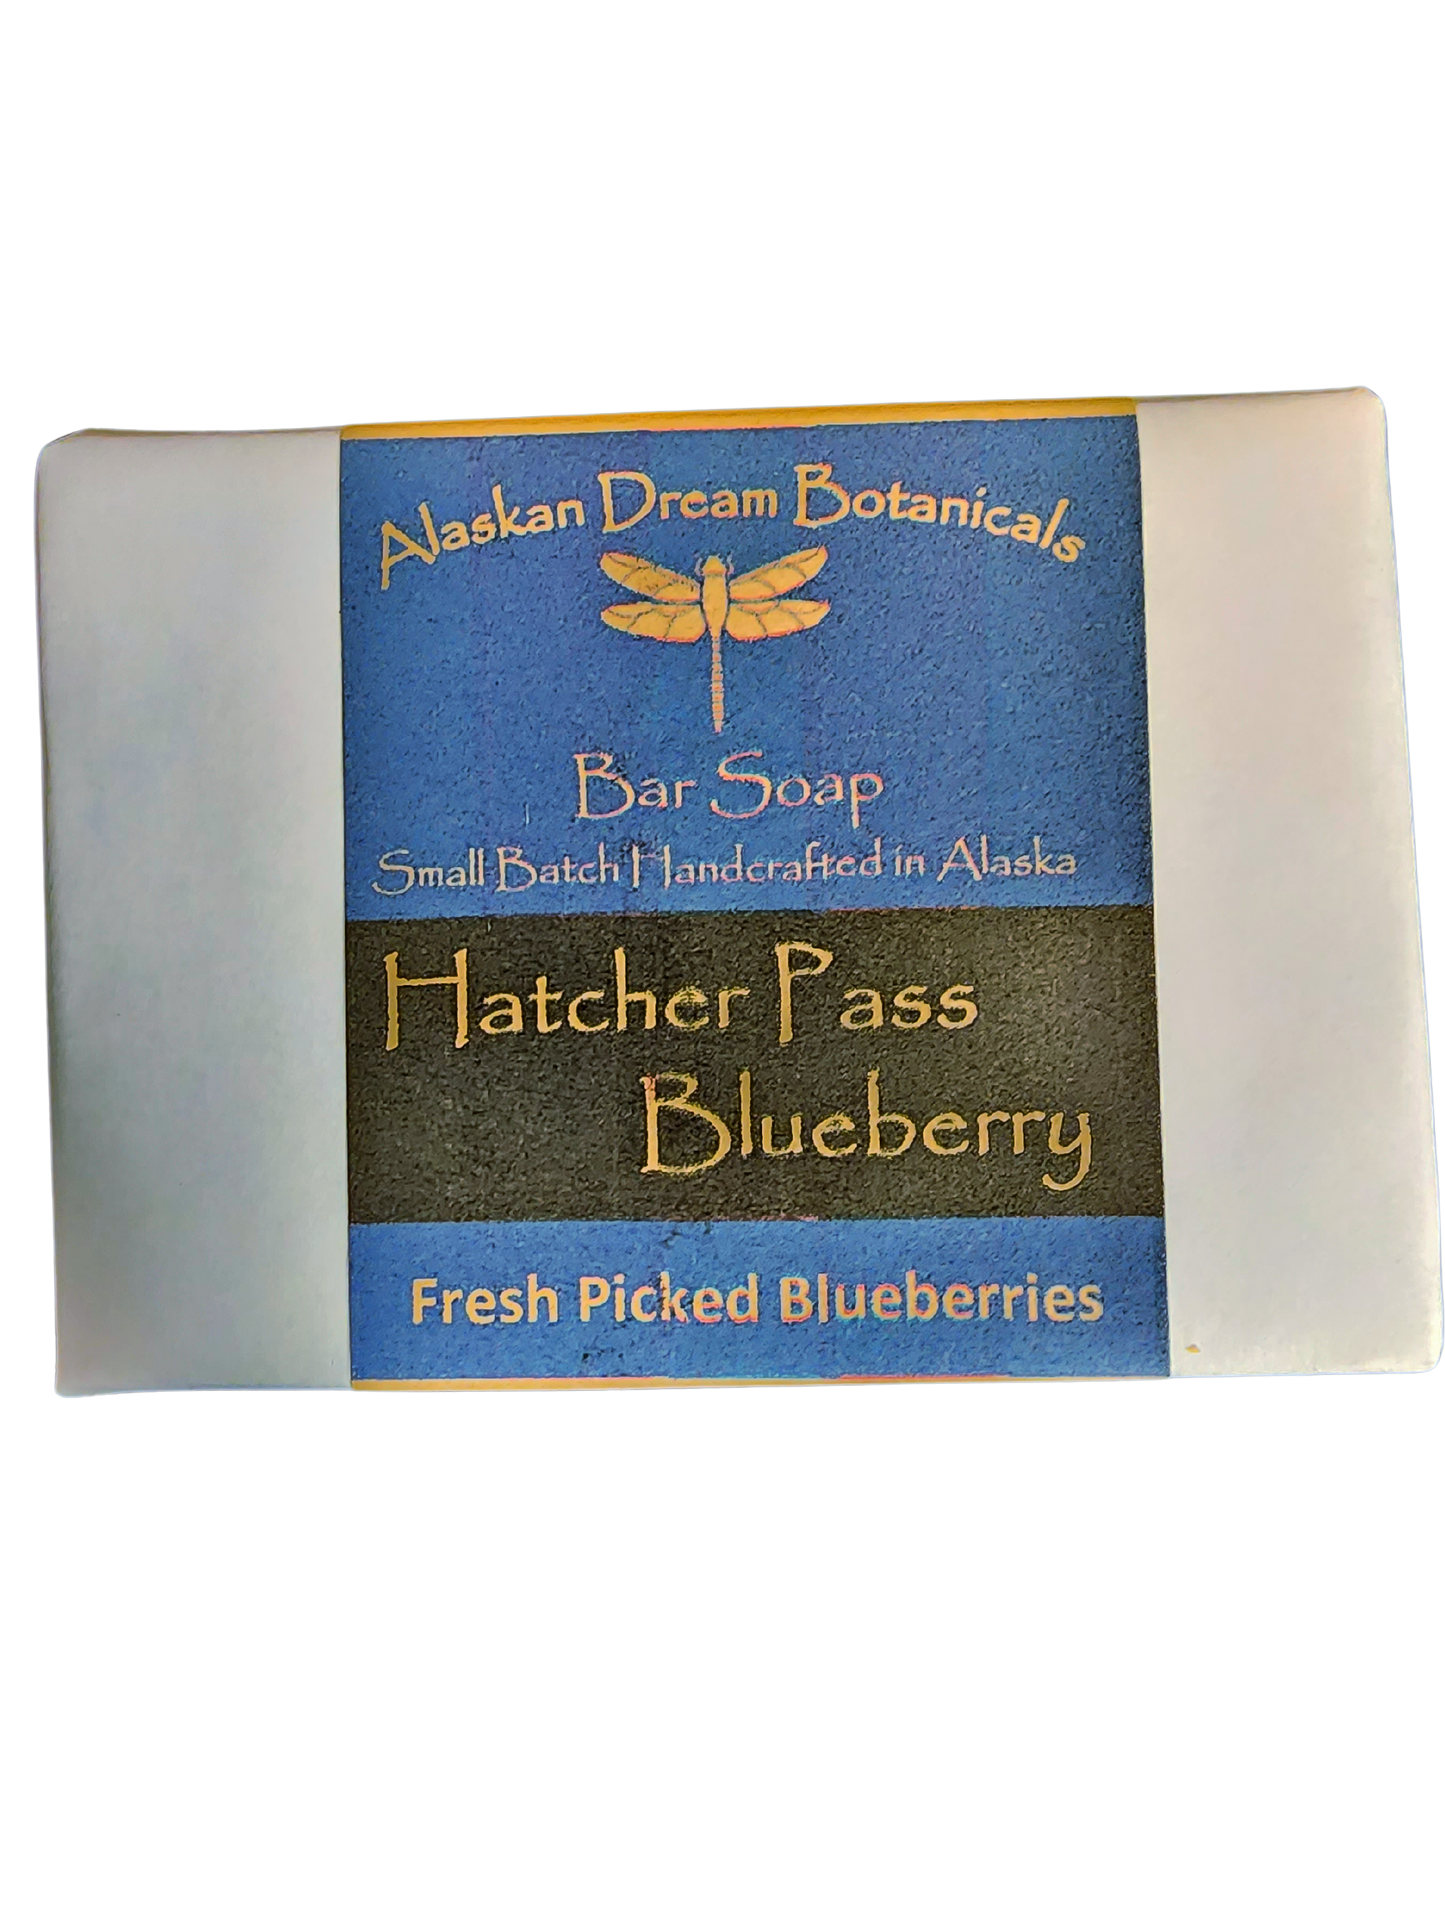 Alaskan Dream Botanicals
Bar Soap
Small Batch Handcrafted in Alaska
Hatcher Pass
Blueberry
Fresh Picked Blueberries